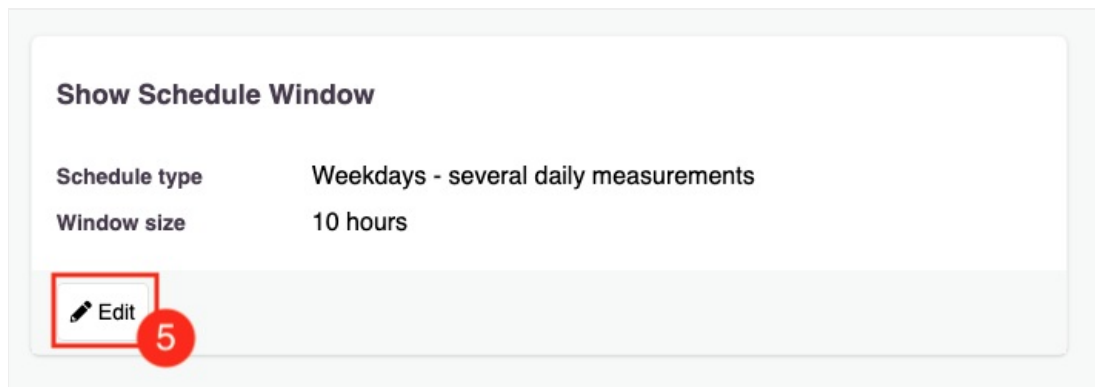 Show Schedule Window
Schedule type Weekdays - several daily measurements
Window size 10 hours
Edit
5